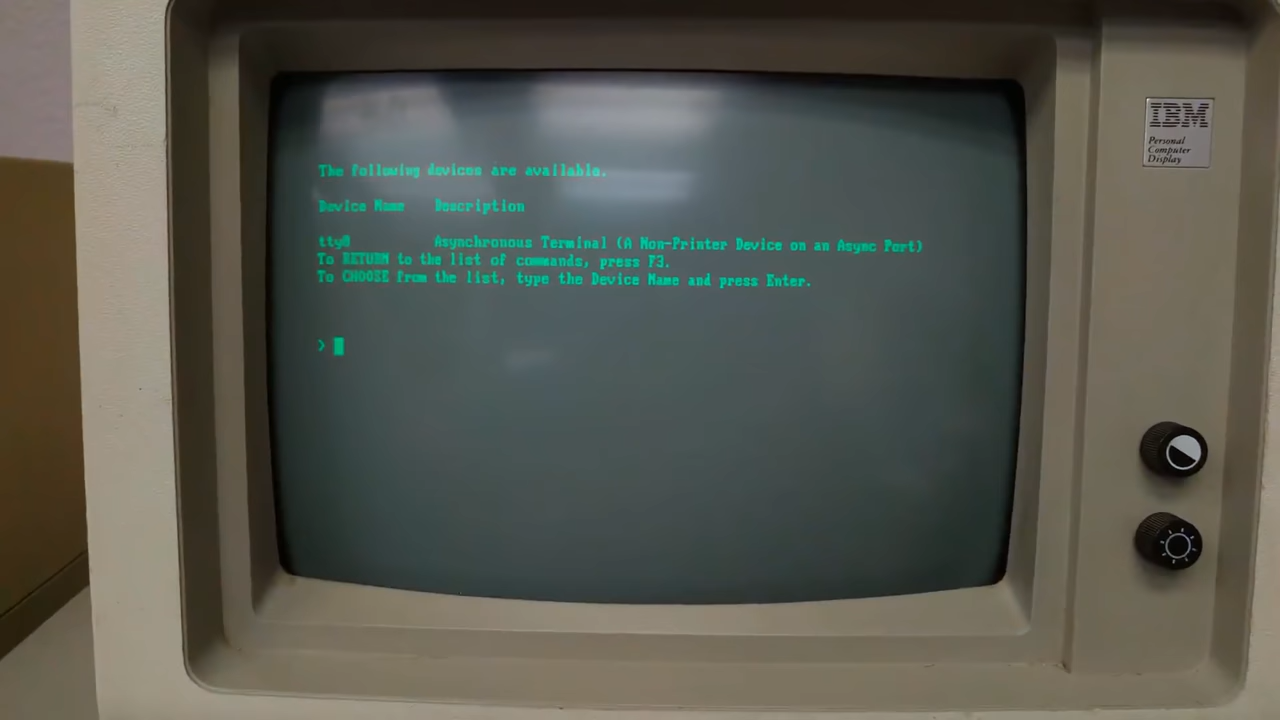 The following devices are available.
Device Name Description
tty0 Asynchronous Terminal (A Non-Printer Device on an Async Port)
To RETURN to the list of commands, press F3.
To CHOOSE from the list, type the Device Name and press Enter.
>
IBM
Personal
Computer
Display